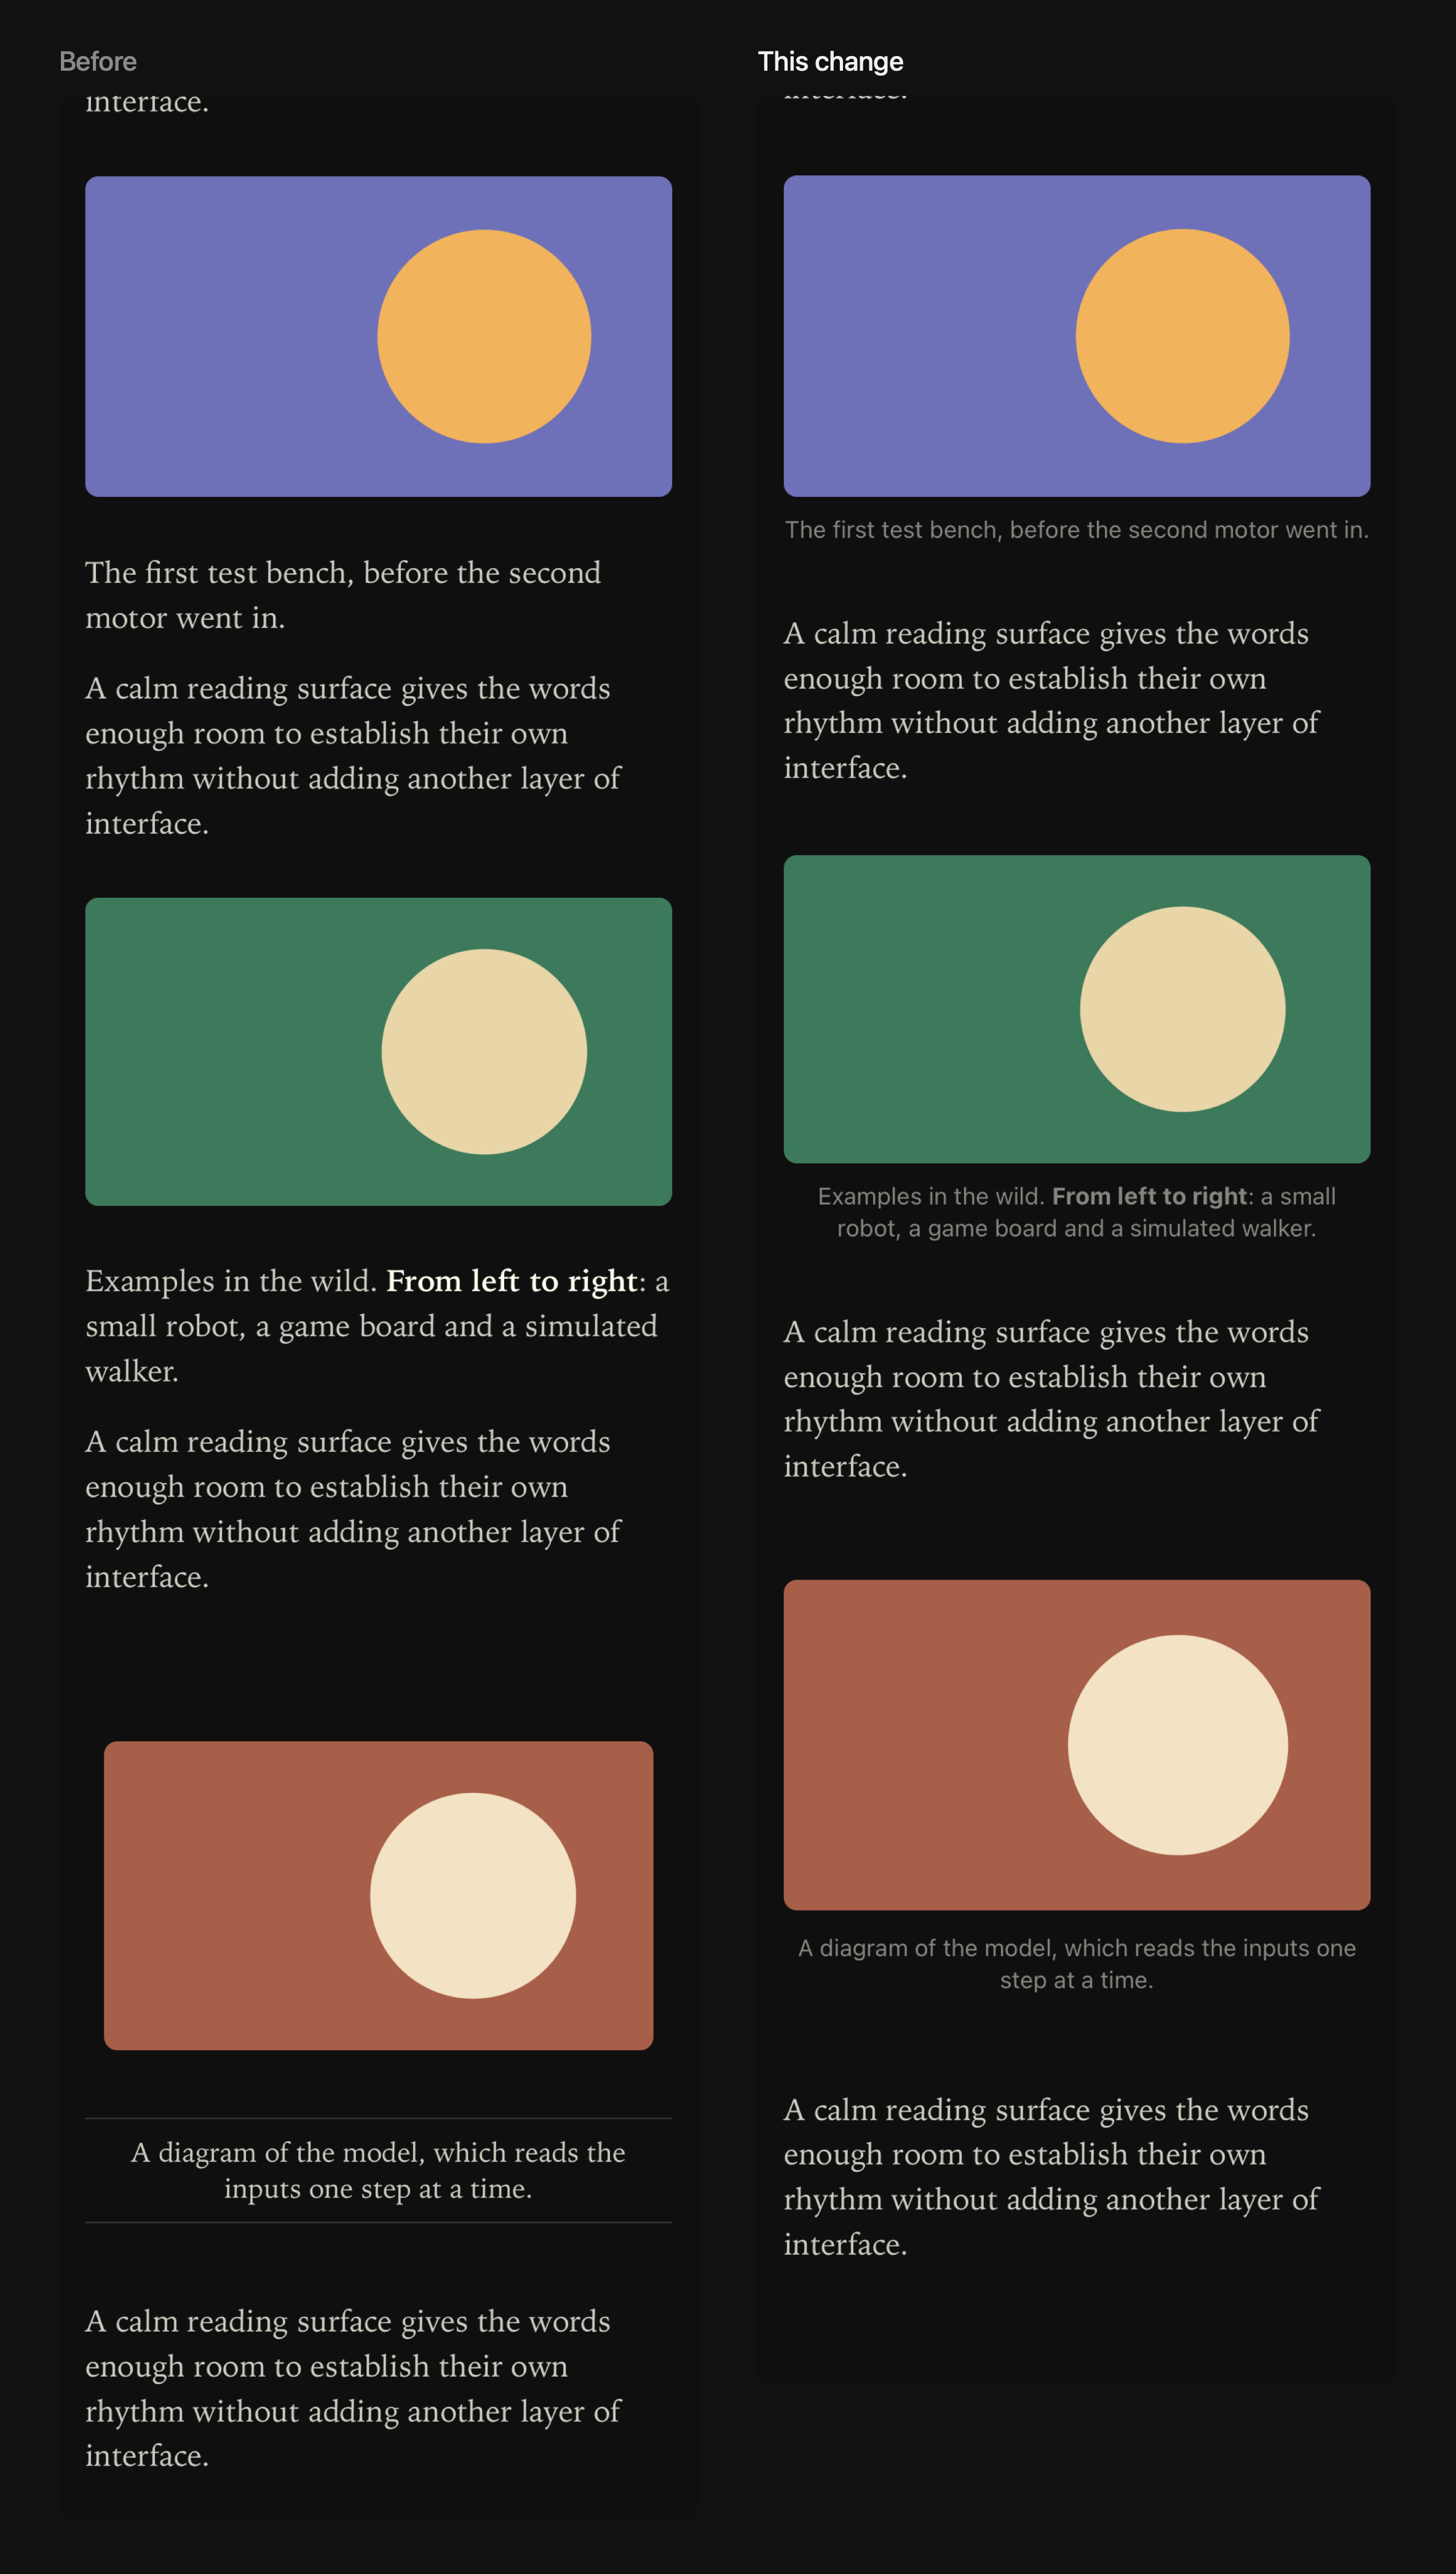 Before
interface.
The first test bench, before the second
motor went in.
A calm reading surface gives the words
enough room to establish their own
rhythm without adding another layer of
interface.
Examples in the wild. From left to right: a
small robot, a game board and a simulated
walker.
A calm reading surface gives the words
enough room to establish their own
rhythm without adding another layer of
interface.
A diagram of the model, which reads the
inputs one step at a time.
A calm reading surface gives the words
enough room to establish their own
rhythm without adding another layer of
interface.
This change
The first test bench, before the second motor went in.
A calm reading surface gives the words
enough room to establish their own
rhythm without adding another layer of
interface.
Examples in the wild. From left to right: a small
robot, a game board and a simulated walker.
A calm reading surface gives the words
enough room to establish their own
rhythm without adding another layer of
interface.
A diagram of the model, which reads the inputs one
step at a time.
A calm reading surface gives the words
enough room to establish their own
rhythm without adding another layer of
interface.